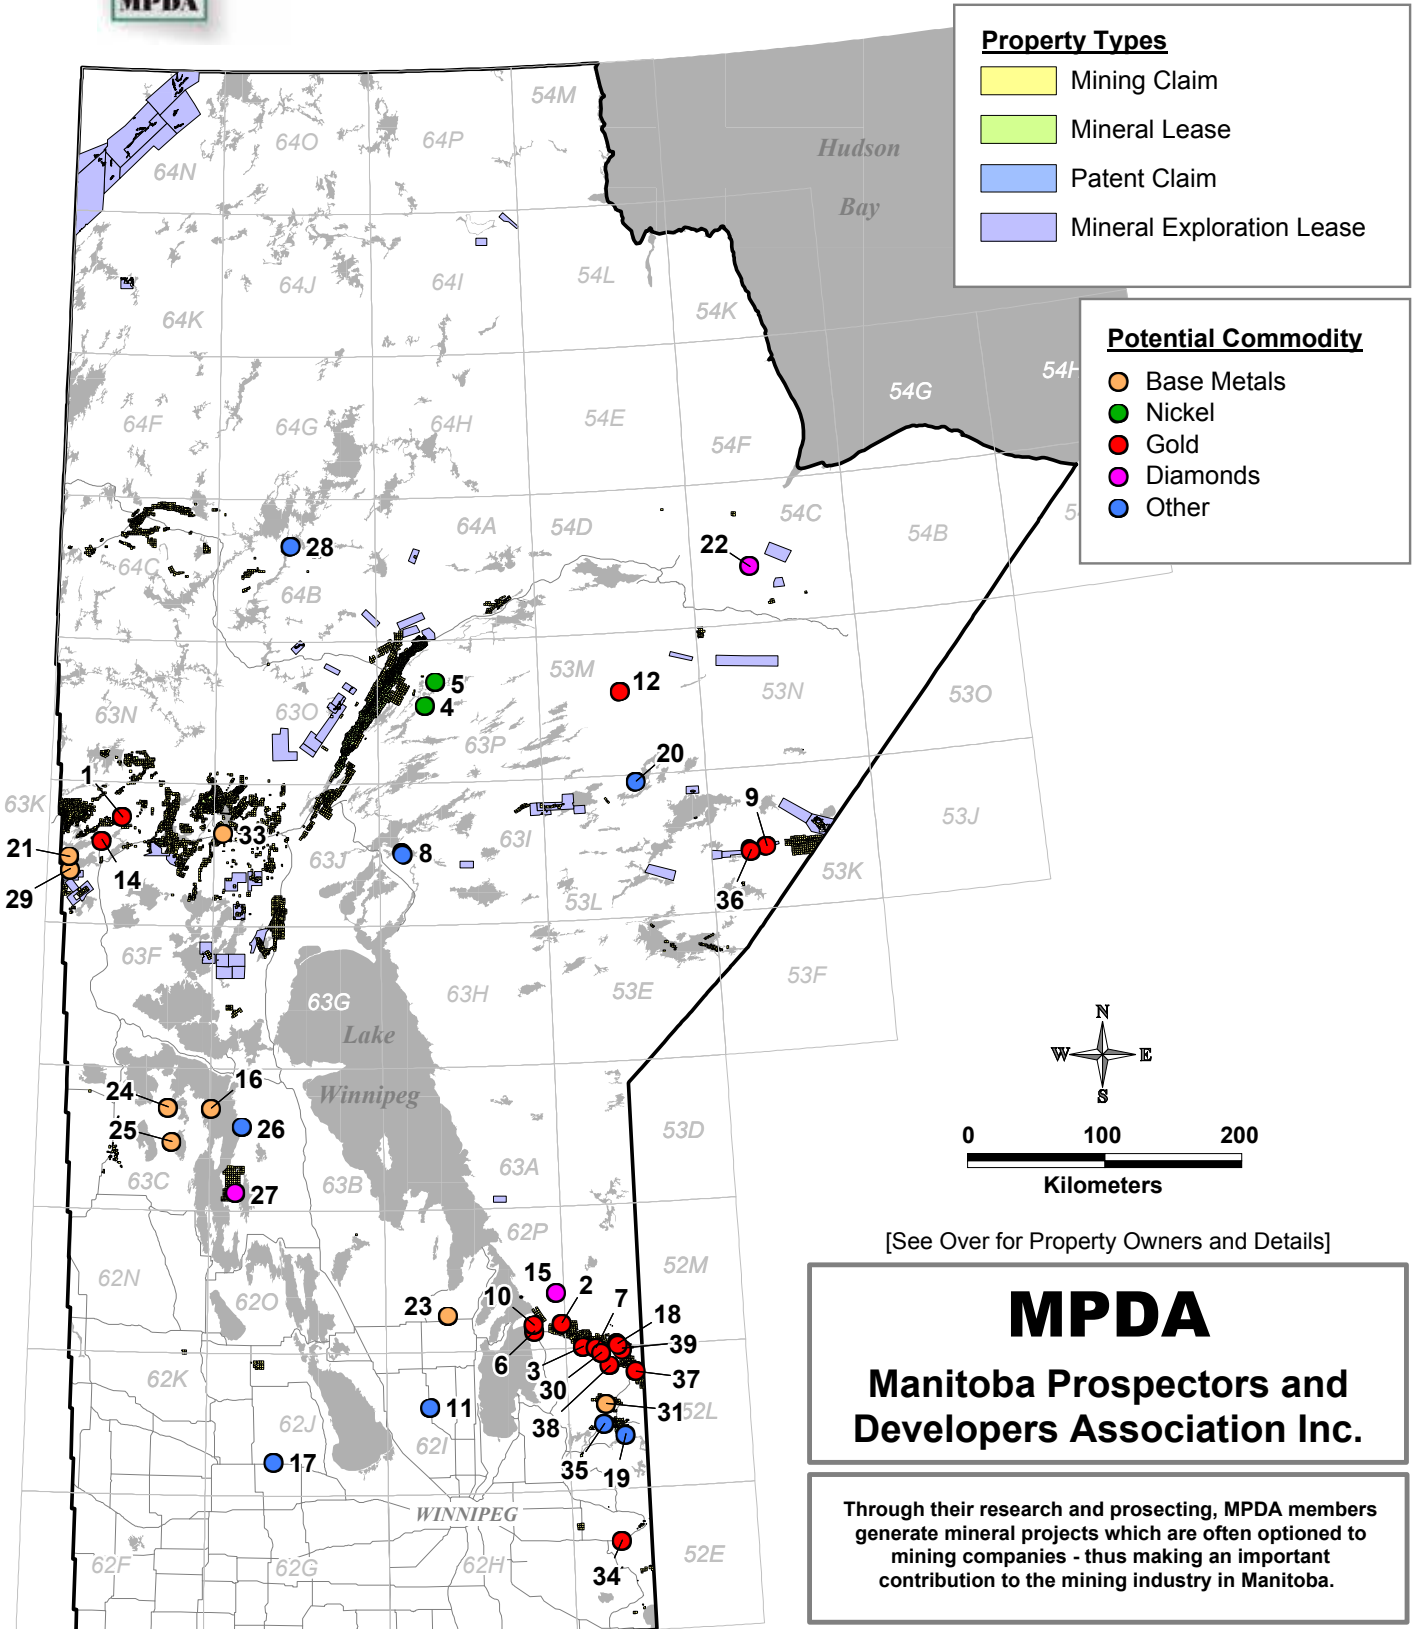 MPDA
Property Types
Mining Claim
Mineral Lease
Patent Claim
Mineral Exploration Lease
Potential Commodity
Base Metals
Nickel
Gold
Diamonds
Other
Hudson
Bay
54M
64O
64P
64N
64J
64I
54L
54K
64K
54G
54H
64F
64G
64H
54E
54F
64A
54D
54C
54B
28
22
64C
64B
53M
53N
53O
5
12
4
63N
63O
63P
20
1
63K
9
53J
33
63I
21
63J
8
53K
14
29
36
53L
63F
63G
63H
53E
53F
Lake
Winnipeg
N
W
E
S
24
16
25
26
53D
0
100
200
Kilometers
63C
27
63B
63A
62P
[See Over for Property Owners and Details]
52M
62N
62O
15
2
7
10
23
18
39
6
3
30
37
62K
38
31
52L
62J
11
62I
35
19
17
MPDA
Manitoba Prospectors and
Developers Association Inc.
WINNIPEG
62F
62G
62H
34
52E
Through their research and prosecting, MPDA members
generate mineral projects which are often optioned to
mining companies - thus making an important
contribution to the mining industry in Manitoba.